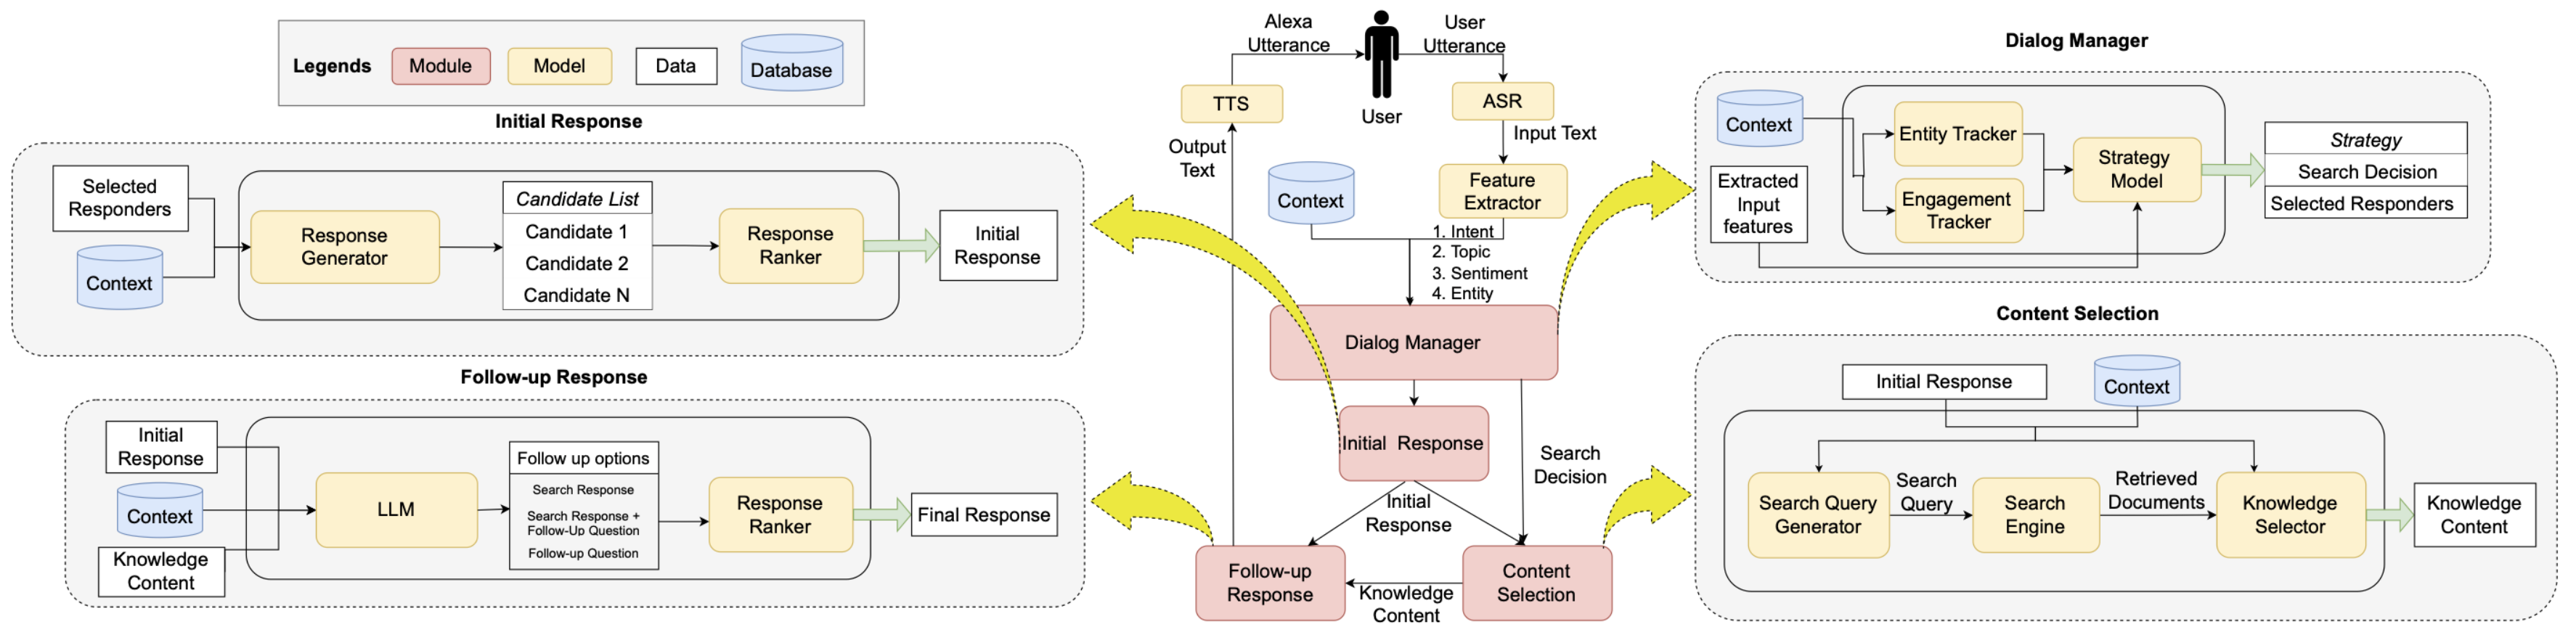 Legends
Module
Model
Data
Database
Initial Response
Selected
Responders
Context
Response
Generator
Candidate List
Candidate 1
Candidate 2
Candidate N
Response
Ranker
Initial
Response
Follow-up Response
Initial
Response
Context
Knowledge
Content
LLM
Follow up options
Search Response
Search Response +
Follow-Up Question
Follow-up Question
Response
Ranker
Final Response
Alexa
Utterance
User
Utterance
User
TTS
ASR
Output
Text
Input Text
Context
Feature
Extractor
1. Intent
2. Topic
3. Sentiment
4. Entity
Dialog Manager
Initial Response
Search
Decision
Initial
Response
Follow-up
Response
Knowledge
Content
Content
Selection
Dialog Manager
Context
Extracted
Input
features
Entity Tracker
Engagement
Tracker
Strategy
Model
Strategy
Search Decision
Selected Responders
Content Selection
Initial Response
Context
Search Query
Generator
Search
Query
Search
Engine
Retrieved
Documents
Knowledge
Selector
Knowledge
Content